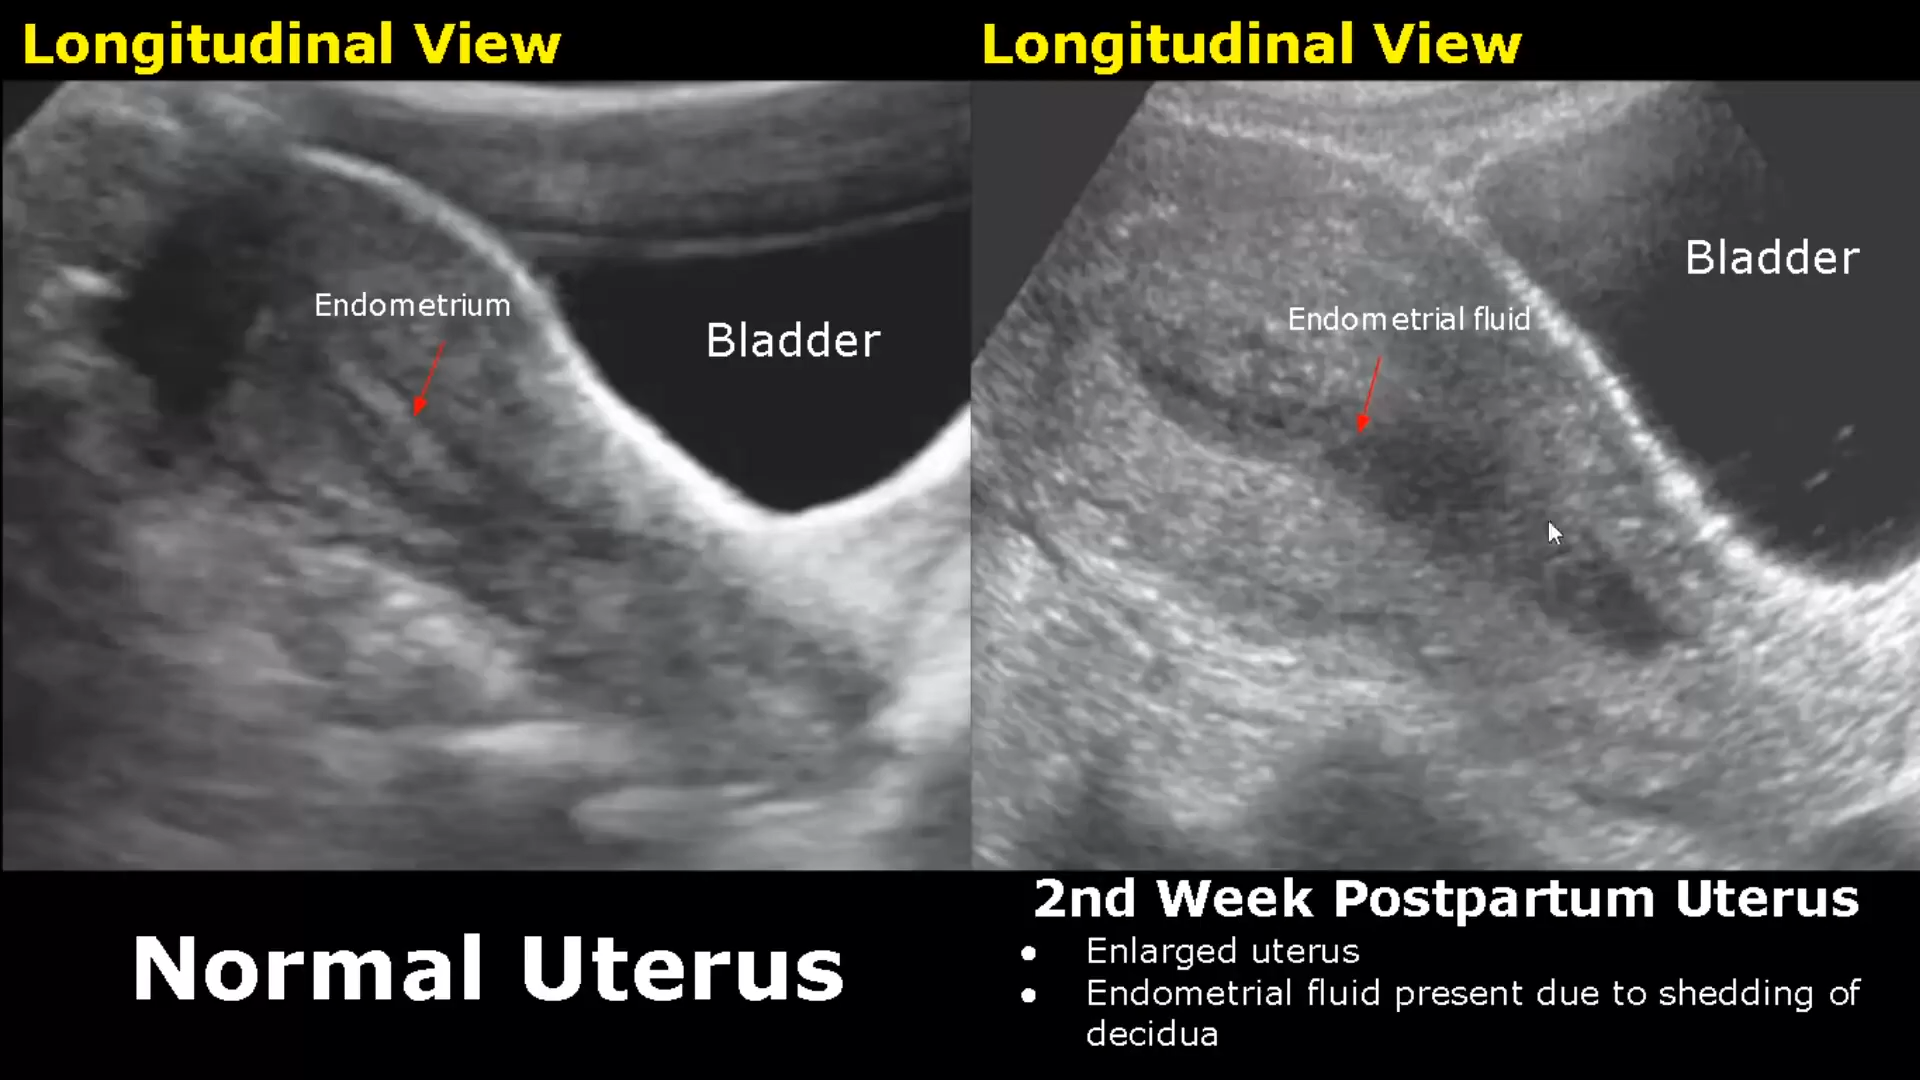 Longitudinal View
Endometrium
Bladder
Normal Uterus
Longitudinal View
Bladder
Endometrial fluid
2nd Week Postpartum Uterus
● Enlarged uterus
● Endometrial fluid present due to shedding of
decidua